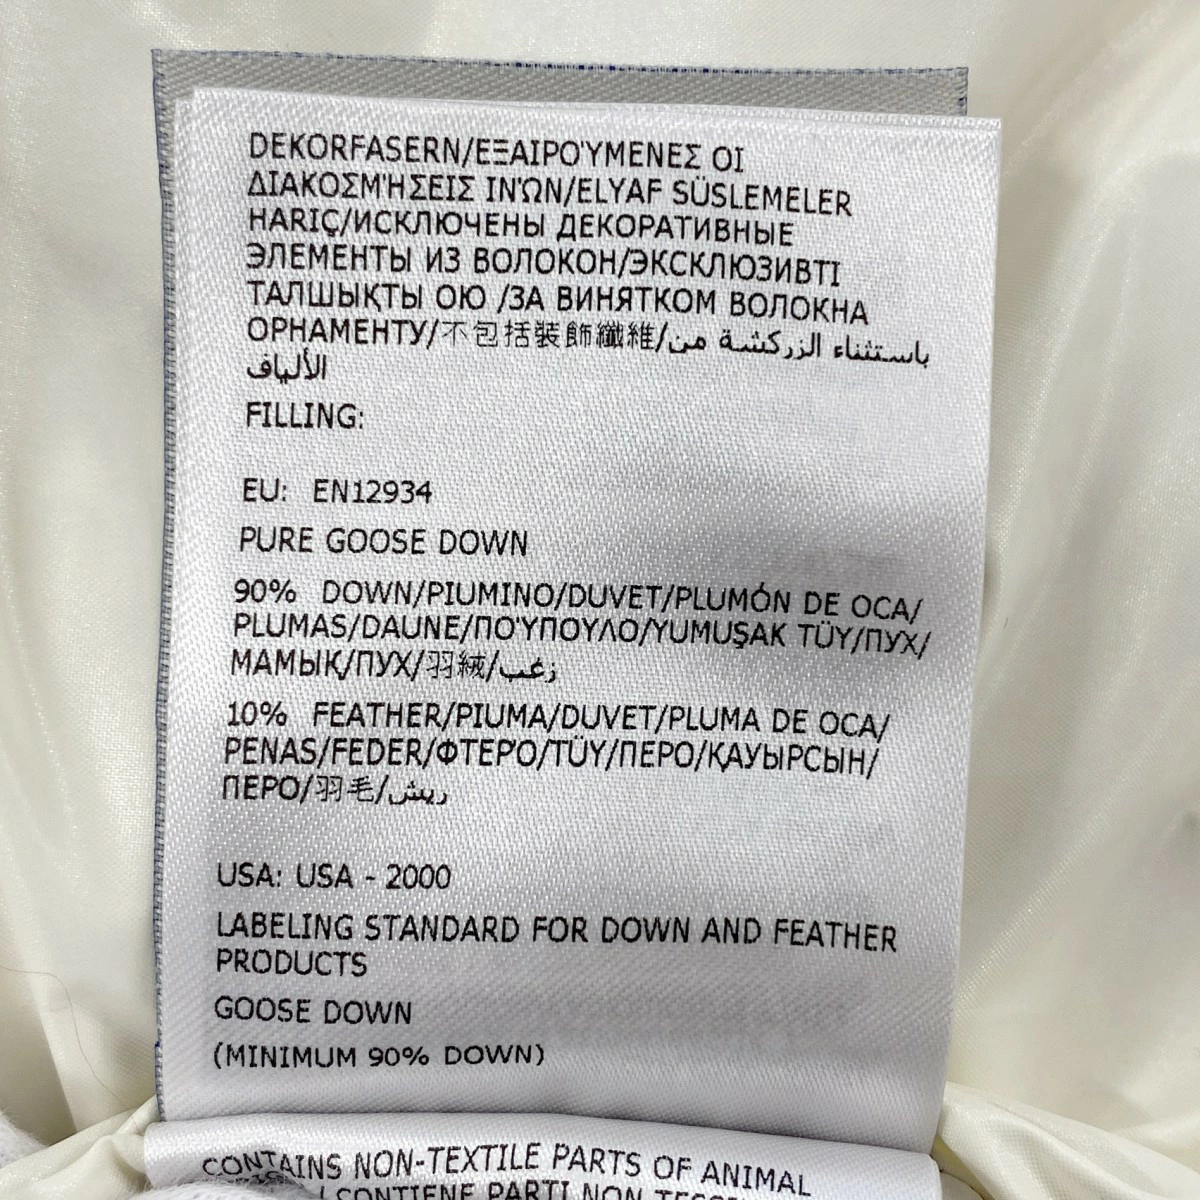 DEKORFASERN/ΕΞΑΙΡΟΎΜΕΝΕΣ ΟΙ
ΔΙΑΚΟΣΜΉΣΕΙΣ ΙΝΏΝ/ELYAF SÜSLEMELER
HARIÇ/ИСКЛЮЧЕНЫ ДЕКОРАТИВНЫЕ
ЭЛЕМЕНТЫ ИЗ ВОЛОКОН/ЭКСКЛЮЗИВТІ
ТАЛШЫҚТЫ ОЮ /ЗА ВИНЯТКОМ ВОЛОКНА
ОРНАМЕНТУ/不包括裝飾纖維/باستثناء الزركشة من
الألياف
FILLING:
EU: EN12934
PURE GOOSE DOWN
90% DOWN/PIUMINO/DUVET/PLUMÓN DE OCA/
PLUMAS/DAUNE/ΠΟΎΠΟΥΛΟ/YUMUŞAK TÜY/ПУХ/
МАМЫҚ/ПУХ/羽絨/زغب
10% FEATHER/PIUMA/DUVET/PLUMA DE OCA/
PENAS/FEDER/ΦΤΕΡΌ/TÜY/ПЕРО/ҚАУЫРСЫН/
ПЕРО/羽毛/ريش
USA: USA - 2000
LABELING STANDARD FOR DOWN AND FEATHER
PRODUCTS
GOOSE DOWN
(MINIMUM 90% DOWN)
CONTAINS NON-TEXTILE PARTS OF ANIMAL
CONTIENE PARTI NON